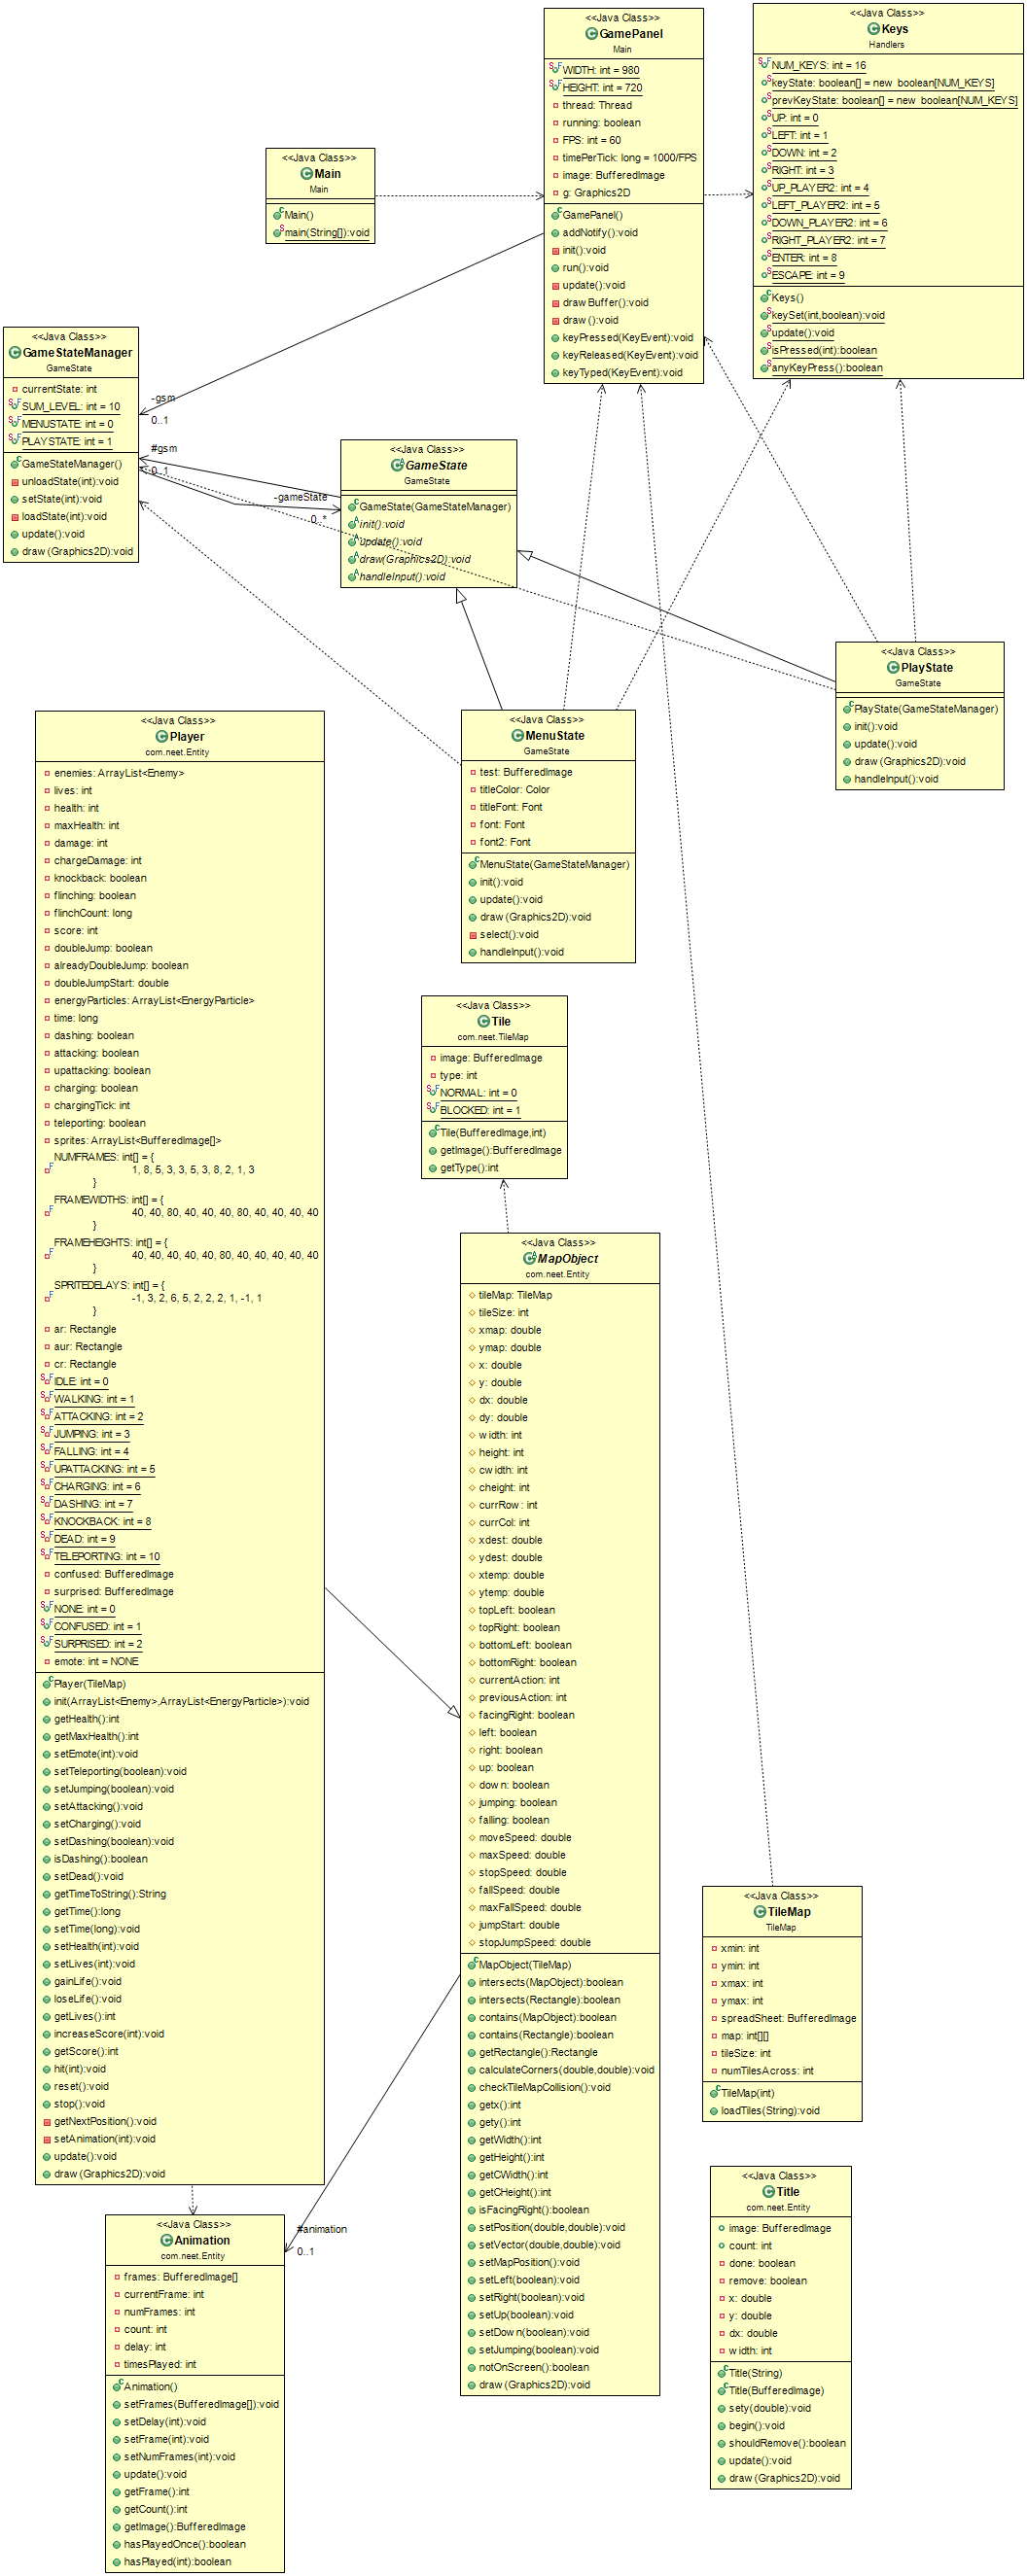 <<Java Class>>
GamePanel
Main
WIDTH: int = 980
HEIGHT: int = 720
thread: Thread
running: boolean
FPS: int = 60
timePerTick: long = 1000/FPS
image: BufferedImage
g: Graphics2D
GamePanel()
addNotify():void
init():void
run():void
update():void
drawBuffer():void
draw():void
keyPressed(KeyEvent):void
keyReleased(KeyEvent):void
keyTyped(KeyEvent):void
<<Java Class>>
Keys
Handlers
NUM_KEYS: int = 16
keyState: boolean[] = new boolean[NUM_KEYS]
prevKeyState: boolean[] = new boolean[NUM_KEYS]
UP: int = 0
LEFT: int = 1
DOWN: int = 2
RIGHT: int = 3
UP_PLAYER2: int = 4
LEFT_PLAYER2: int = 5
DOWN_PLAYER2: int = 6
RIGHT_PLAYER2: int = 7
ENTER: int = 8
ESCAPE: int = 9
Keys()
keySet(int,boolean):void
update():void
isPressed(int):boolean
anyKeyPress():boolean
<<Java Class>>
Main
Main
Main()
main(String[]):void
<<Java Class>>
GameStateManager
GameState
currentState: int
SUM_LEVEL: int = 10
MENUSTATE: int = 0
PLAYSTATE: int = 1
GameStateManager()
unloadState(int):void
setState(int):void
loadState(int):void
update():void
draw(Graphics2D):void
-gsm
0..1
#gsm
0..1
-gameState
0..*
<<Java Class>>
GameState
GameState
GameState(GameStateManager)
init():void
update():void
draw(Graphics2D):void
handleInput():void
<<Java Class>>
PlayState
GameState
PlayState(GameStateManager)
init():void
update():void
draw(Graphics2D):void
handleInput():void
<<Java Class>>
MenuState
GameState
test: BufferedImage
titleColor: Color
titleFont: Font
font: Font
font2: Font
MenuState(GameStateManager)
init():void
update():void
draw(Graphics2D):void
select():void
handleInput():void
<<Java Class>>
Player
com.neet.Entity
enemies: ArrayList<Enemy>
lives: int
health: int
maxHealth: int
damage: int
chargeDamage: int
knockback: boolean
flinching: boolean
flinchCount: long
score: int
doubleJump: boolean
alreadyDoubleJump: boolean
doubleJumpStart: double
energyParticles: ArrayList<EnergyParticle>
time: long
dashing: boolean
attacking: boolean
upattacking: boolean
charging: boolean
chargingTick: int
teleporting: boolean
sprites: ArrayList<BufferedImage[]>
NUMFRAMES: int[] = {
1, 8, 5, 3, 3, 5, 3, 8, 2, 1, 3
}
FRAMEWIDTHS: int[] = {
40, 40, 80, 40, 40, 40, 80, 40, 40, 40, 40
}
FRAMEHEIGHTS: int[] = {
40, 40, 40, 40, 40, 80, 40, 40, 40, 40, 40
}
SPRITEDELAYS: int[] = {
-1, 3, 2, 6, 5, 2, 2, 2, 1, -1, 1
}
ar: Rectangle
aur: Rectangle
cr: Rectangle
IDLE: int = 0
WALKING: int = 1
ATTACKING: int = 2
JUMPING: int = 3
FALLING: int = 4
UPATTACKING: int = 5
CHARGING: int = 6
DASHING: int = 7
KNOCKBACK: int = 8
DEAD: int = 9
TELEPORTING: int = 10
confused: BufferedImage
surprised: BufferedImage
NONE: int = 0
CONFUSED: int = 1
SURPRISED: int = 2
emote: int = NONE
Player(TileMap)
init(ArrayList<Enemy>,ArrayList<EnergyParticle>):void
getHealth():int
getMaxHealth():int
setEmote(int):void
setTeleporting(boolean):void
setJumping(boolean):void
setAttacking():void
setCharging():void
setDashing(boolean):void
isDashing():boolean
setDead():void
getTimeToString():String
getTime():long
setTime(long):void
setHealth(int):void
setLives(int):void
gainLife():void
loseLife():void
getLives():int
increaseScore(int):void
getScore():int
hit(int):void
reset():void
stop():void
getNextPosition():void
setAnimation(int):void
update():void
draw(Graphics2D):void
<<Java Class>>
Tile
com.neet.TileMap
image: BufferedImage
type: int
NORMAL: int = 0
BLOCKED: int = 1
Tile(BufferedImage,int)
getImage():BufferedImage
getType():int
<<Java Class>>
MapObject
com.neet.Entity
tileMap: TileMap
tileSize: int
xmap: double
ymap: double
x: double
y: double
dx: double
dy: double
width: int
height: int
cwidth: int
cheight: int
currRow: int
currCol: int
xdest: double
ydest: double
xtemp: double
ytemp: double
topLeft: boolean
topRight: boolean
bottomLeft: boolean
bottomRight: boolean
currentAction: int
previousAction: int
facingRight: boolean
left: boolean
right: boolean
up: boolean
down: boolean
jumping: boolean
falling: boolean
moveSpeed: double
maxSpeed: double
stopSpeed: double
fallSpeed: double
maxFallSpeed: double
jumpStart: double
stopJumpSpeed: double
MapObject(TileMap)
intersects(MapObject):boolean
intersects(Rectangle):boolean
contains(MapObject):boolean
contains(Rectangle):boolean
getRectangle():Rectangle
calculateCorners(double,double):void
checkTileMapCollision():void
getx():int
gety():int
getWidth():int
getHeight():int
getCWidth():int
getCHeight():int
isFacingRight():boolean
setPosition(double,double):void
setVector(double,double):void
setMapPosition():void
setLeft(boolean):void
setRight(boolean):void
setUp(boolean):void
setDown(boolean):void
setJumping(boolean):void
notOnScreen():boolean
draw(Graphics2D):void
<<Java Class>>
TileMap
TileMap
xmin: int
ymin: int
xmax: int
ymax: int
spreadSheet: BufferedImage
map: int[][]
tileSize: int
numTilesAcross: int
TileMap(int)
loadTiles(String):void
<<Java Class>>
Title
com.neet.Entity
image: BufferedImage
count: int
done: boolean
remove: boolean
x: double
y: double
dx: double
width: int
Title(String)
Title(BufferedImage)
sety(double):void
begin():void
shouldRemove():boolean
update():void
draw(Graphics2D):void
#animation
0..1
<<Java Class>>
Animation
com.neet.Entity
frames: BufferedImage[]
currentFrame: int
numFrames: int
count: int
delay: int
timesPlayed: int
Animation()
setFrames(BufferedImage[]):void
setDelay(int):void
setFrame(int):void
setNumFrames(int):void
update():void
getFrame():int
getCount():int
getImage():BufferedImage
hasPlayedOnce():boolean
hasPlayed(int):boolean